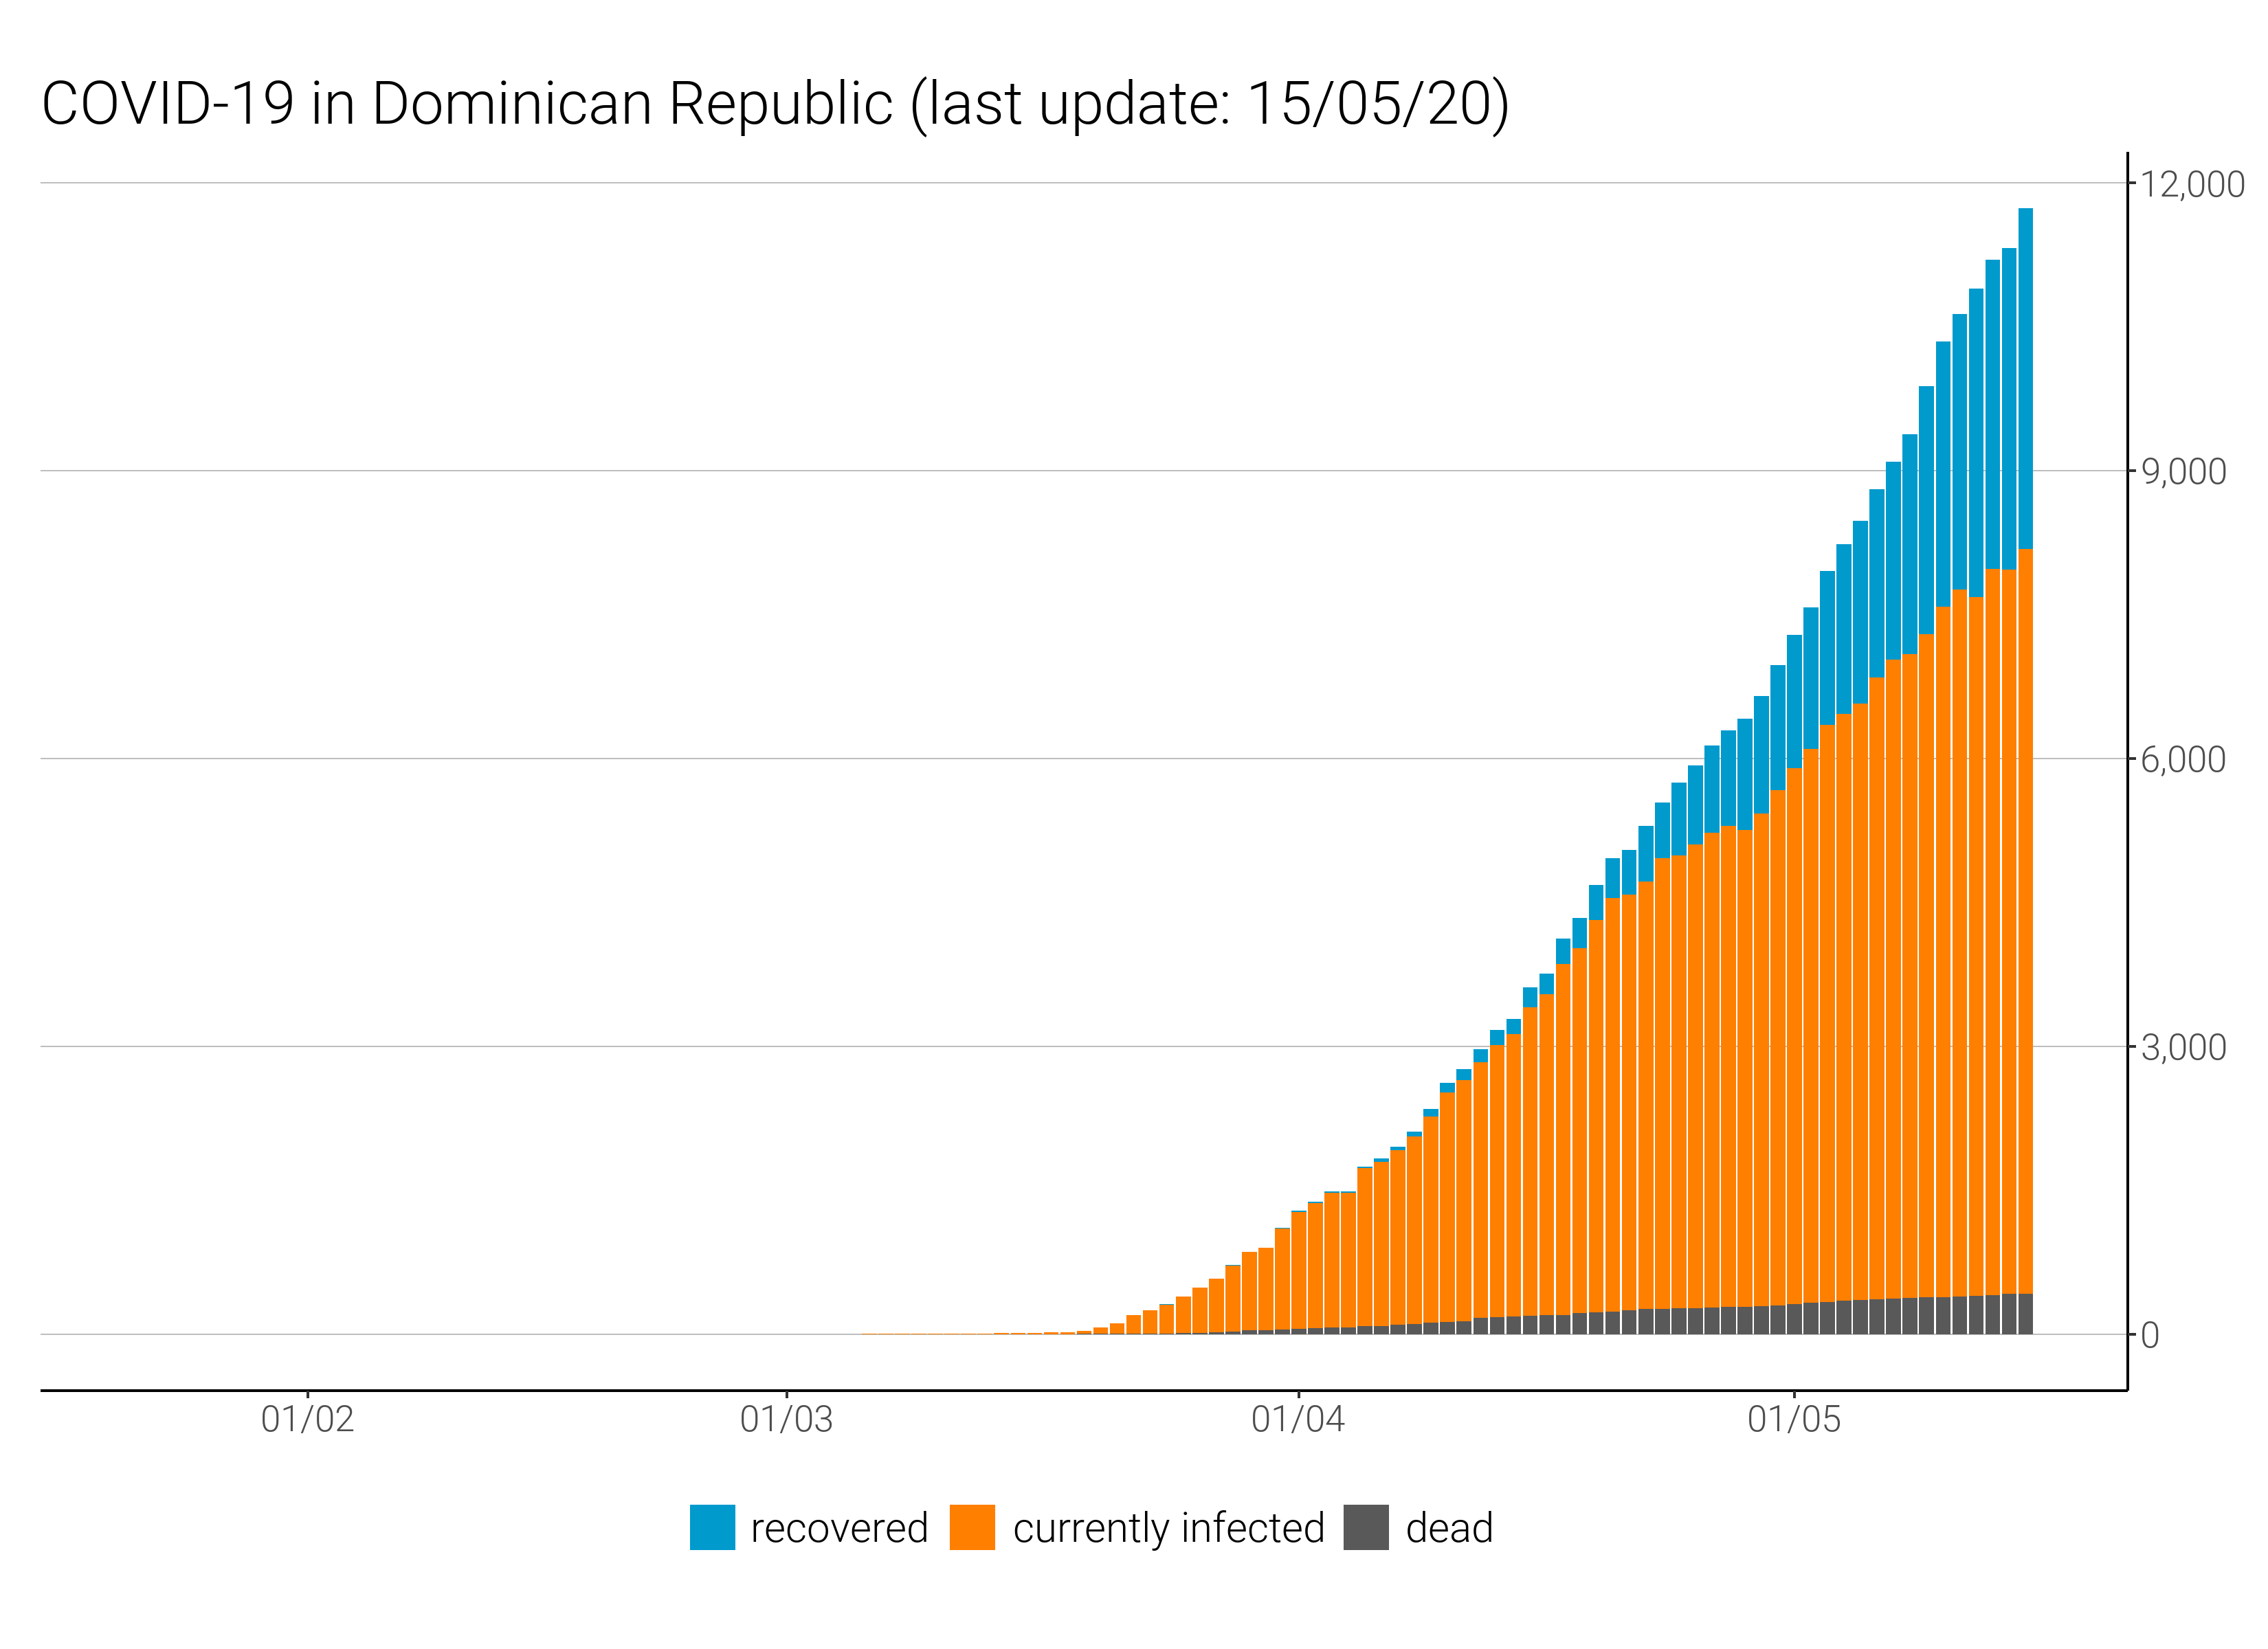 COVID-19 in Dominican Republic (last update: 15/05/20)
12,000
9,000
6,000
3,000
0
01/02 01/03 01/04 01/05
recovered currently infected dead